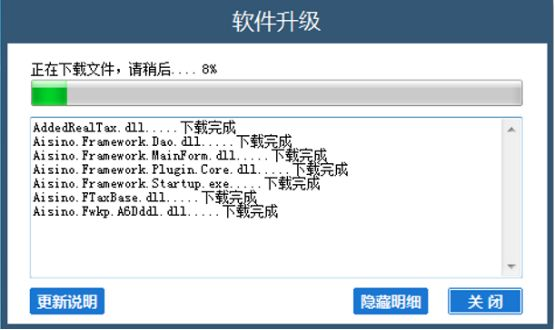 软件升级
正在下载文件，请稍后.... 8%
AddedRealTax.dll.....下载完成
Aisino.Framework.Dao.dll.....下载完成
Aisino.Framework.MainForm.dll.....下载完成
Aisino.Framework.Plugin.Core.dll.....下载完成
Aisino.Framework.Startup.exe.....下载完成
Aisino.FTaxBase.dll.....下载完成
Aisino.Fwkp.A6Dddl.dll.....下载完成
更新说明 隐藏明细 关闭